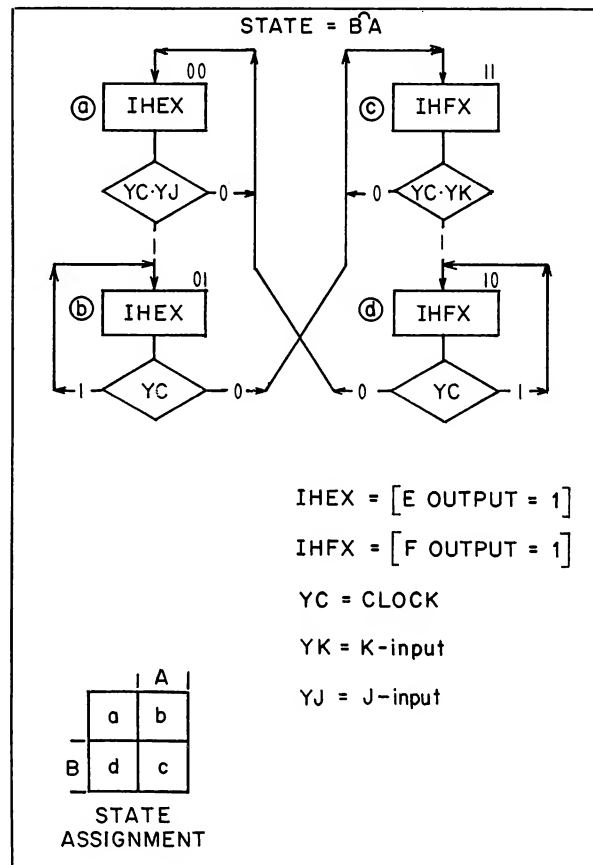 STATE = B⌒A
00
ⓐ IHEX
YC·YJ
0
11
ⓒ IHFX
YC·YK
0
01
ⓑ IHEX
YC
1
0
10
ⓓ IHFX
YC
0
1
IHEX = [E OUTPUT = 1]
IHFX = [F OUTPUT = 1]
YC = CLOCK
YK = K-input
YJ = J-input
A
a b
B d c
STATE
ASSIGNMENT